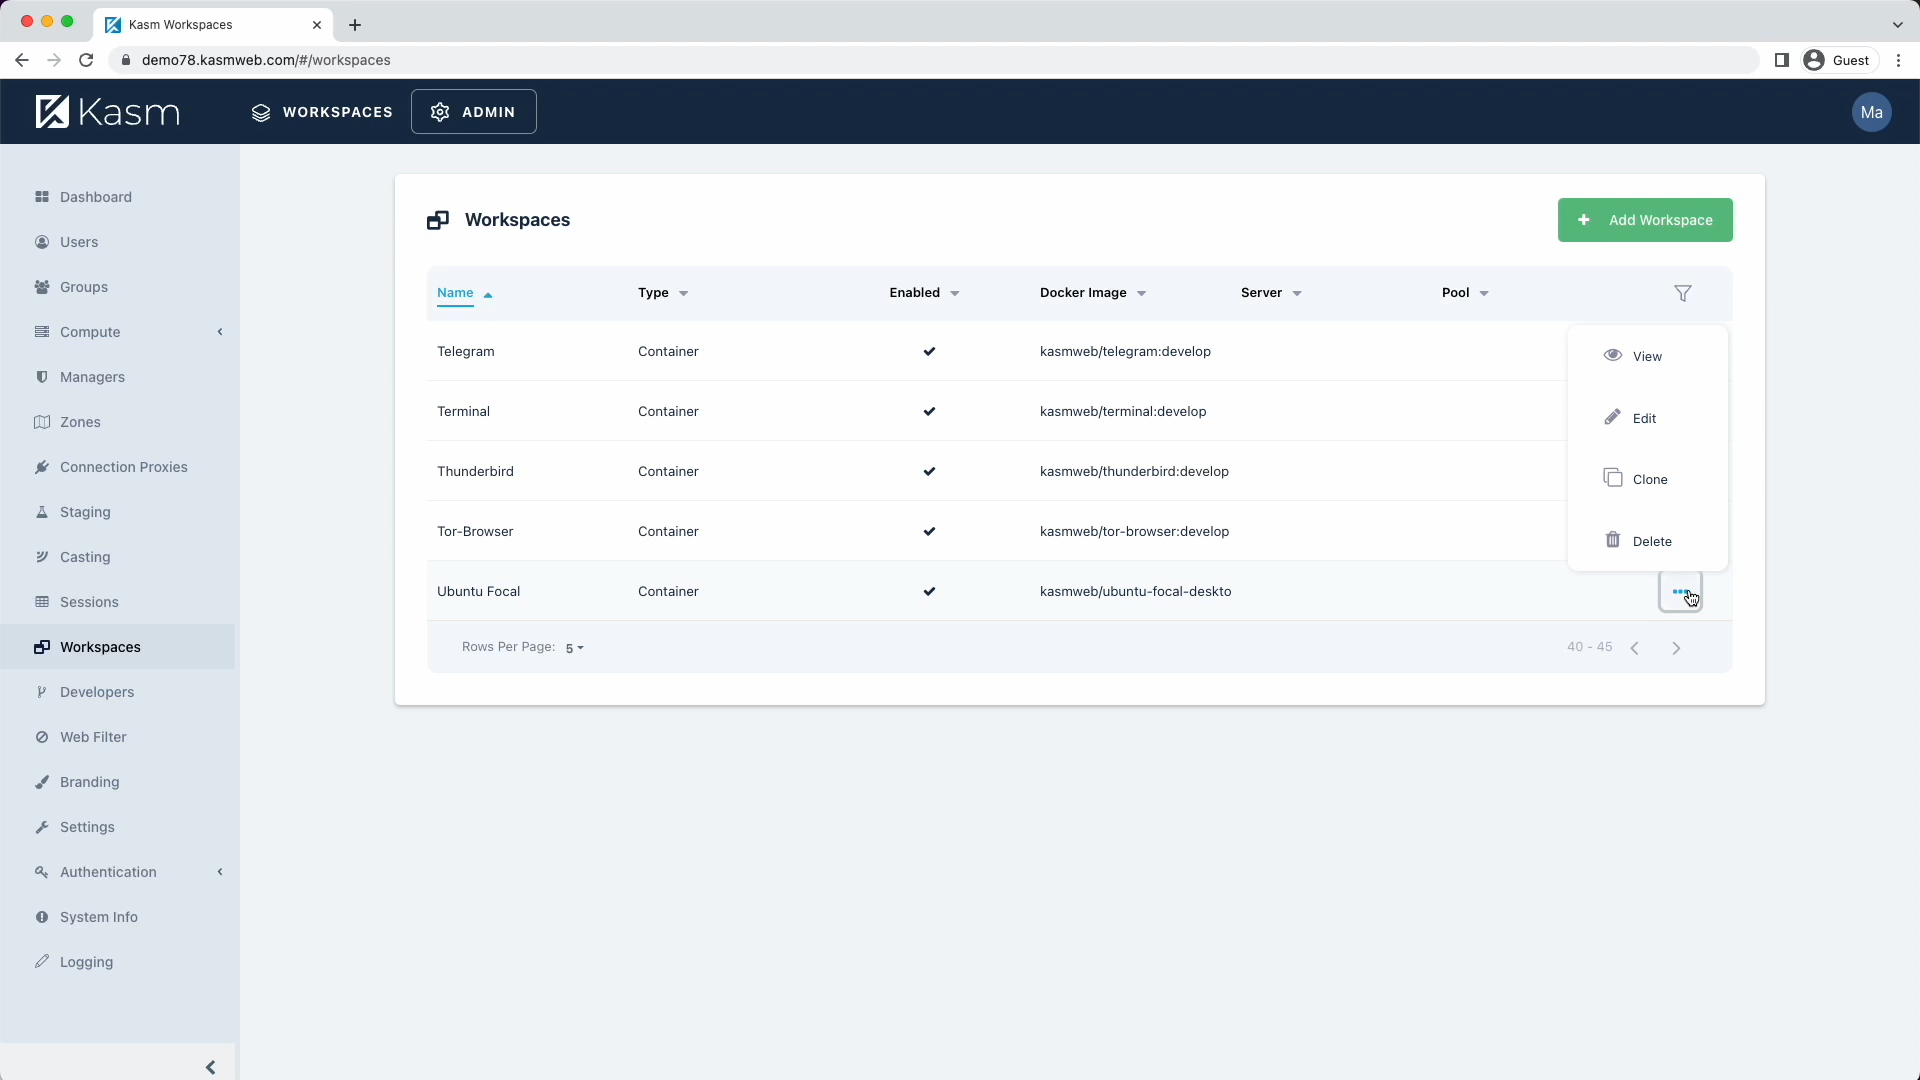 Kasm Workspaces
demo78.kasmweb.com/#/workspaces
Guest
Kasm
WORKSPACES
ADMIN
Ma
Dashboard
Users
Groups
Compute
Managers
Zones
Connection Proxies
Staging
Casting
Sessions
Workspaces
Developers
Web Filter
Branding
Settings
Authentication
System Info
Logging
Workspaces
Add Workspace
Name Type Enabled Docker Image Server Pool
Telegram Container kasmweb/telegram:develop
Terminal Container kasmweb/terminal:develop
Thunderbird Container kasmweb/thunderbird:develop
Tor-Browser Container kasmweb/tor-browser:develop
Ubuntu Focal Container kasmweb/ubuntu-focal-deskto
View
Edit
Clone
Delete
Rows Per Page: 5
40 - 45